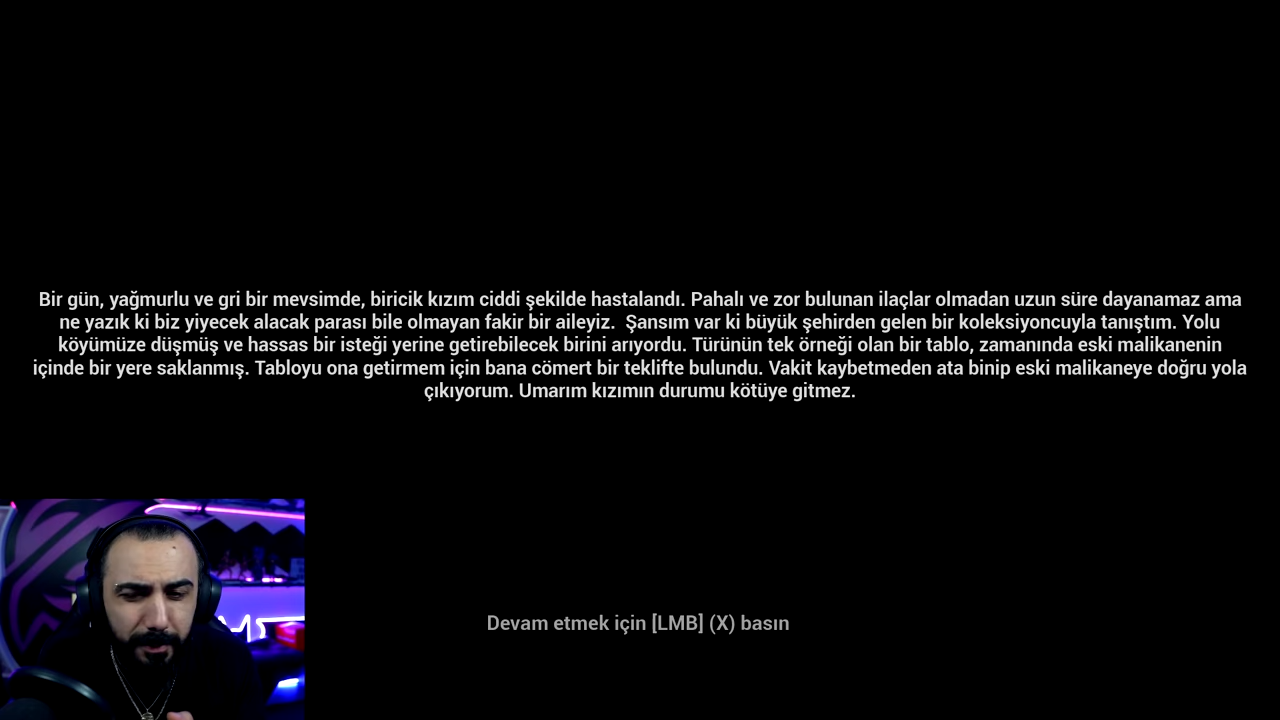 Bir gün, yağmurlu ve gri bir mevsimde, biricik kızım ciddi şekilde hastalandı. Pahalı ve zor bulunan ilaçlar olmadan uzun süre dayanamaz ama
ne yazık ki biz yiyecek alacak parası bile olmayan fakir bir aileyiz.  Şansım var ki büyük şehirden gelen bir koleksiyoncuyla tanıştım. Yolu
köyümüze düşmüş ve hassas bir isteği yerine getirebilecek birini arıyordu. Türünün tek örneği olan bir tablo, zamanında eski malikanenin
içinde bir yere saklanmış. Tabloyu ona getirmem için bana cömert bir teklifte bulundu. Vakit kaybetmeden ata binip eski malikaneye doğru yola
çıkıyorum. Umarım kızımın durumu kötüye gitmez.
Devam etmek için [LMB] (X) basın